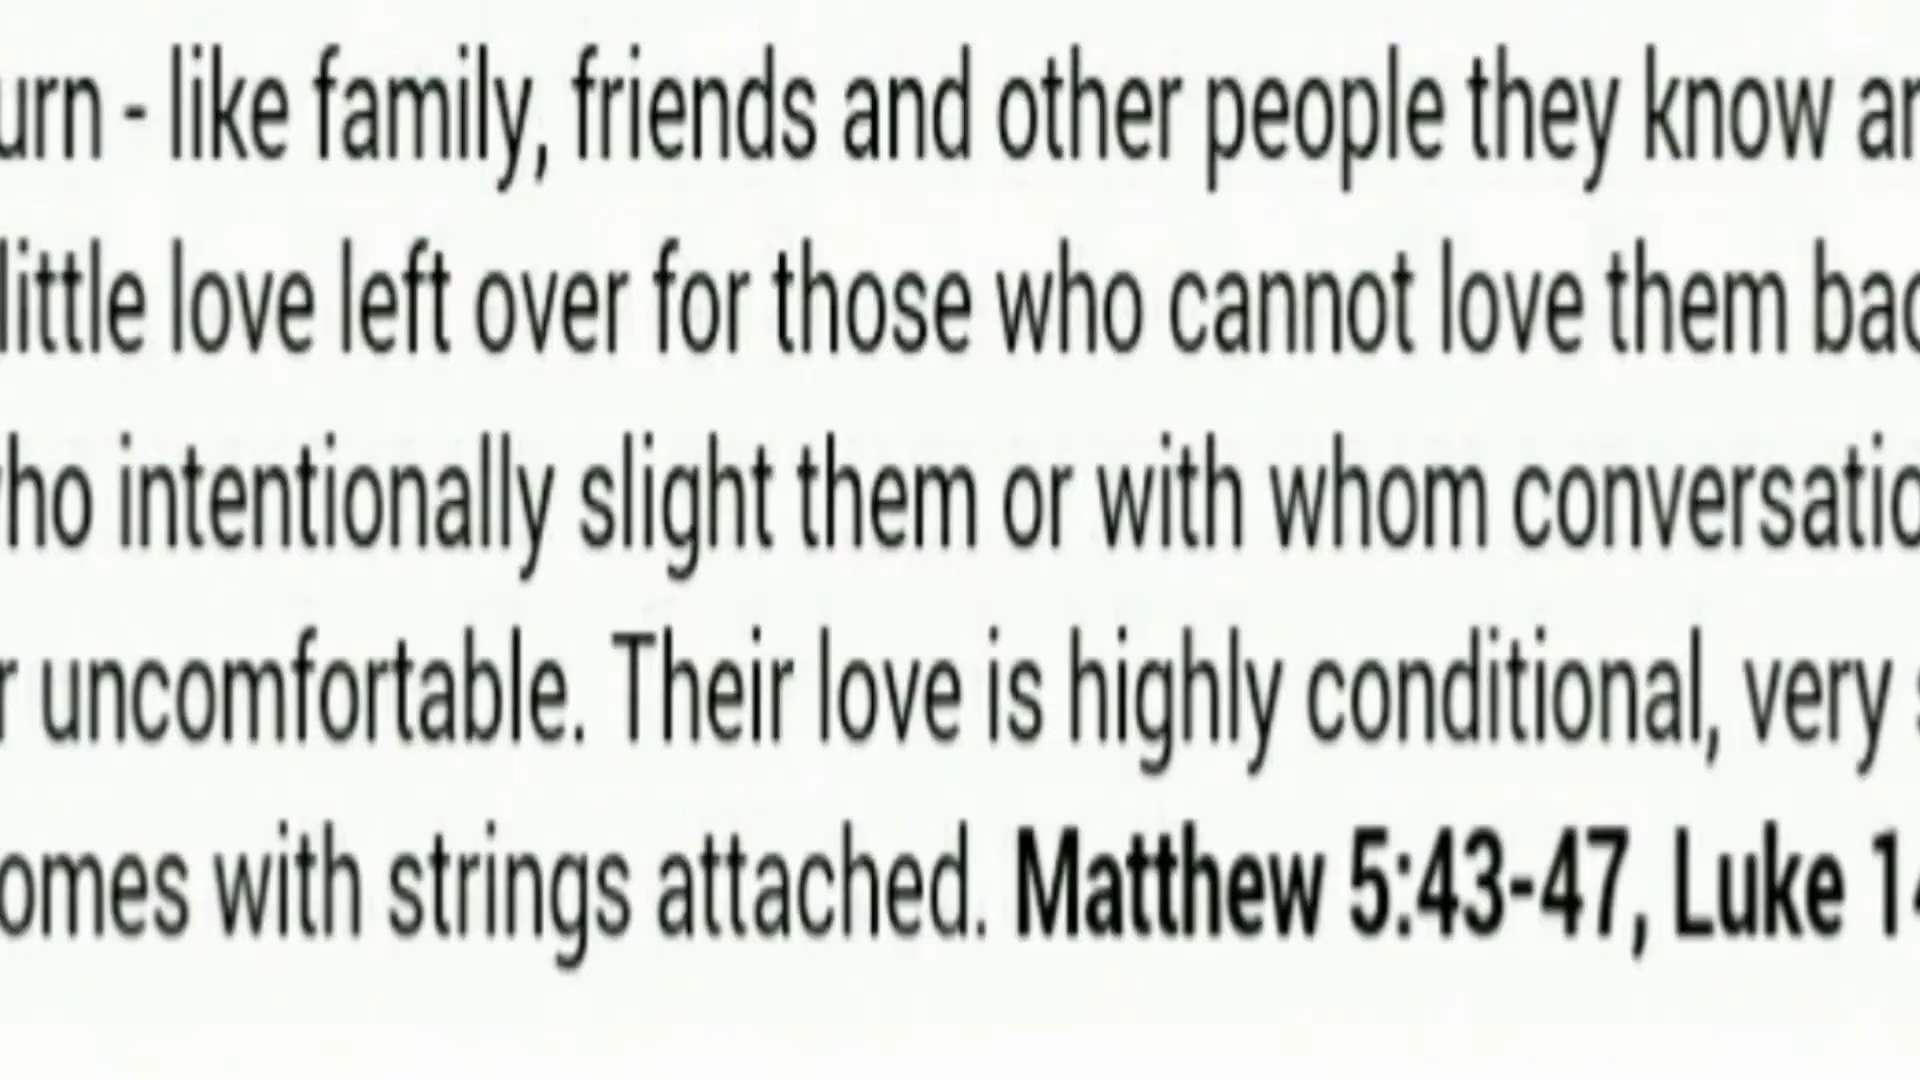 urn - like family, friends and other people they know ar
little love left over for those who cannot love them bac
ho intentionally slight them or with whom conversatio
r uncomfortable. Their love is highly conditional, very
omes with strings attached. Matthew 5:43-47, Luke 14